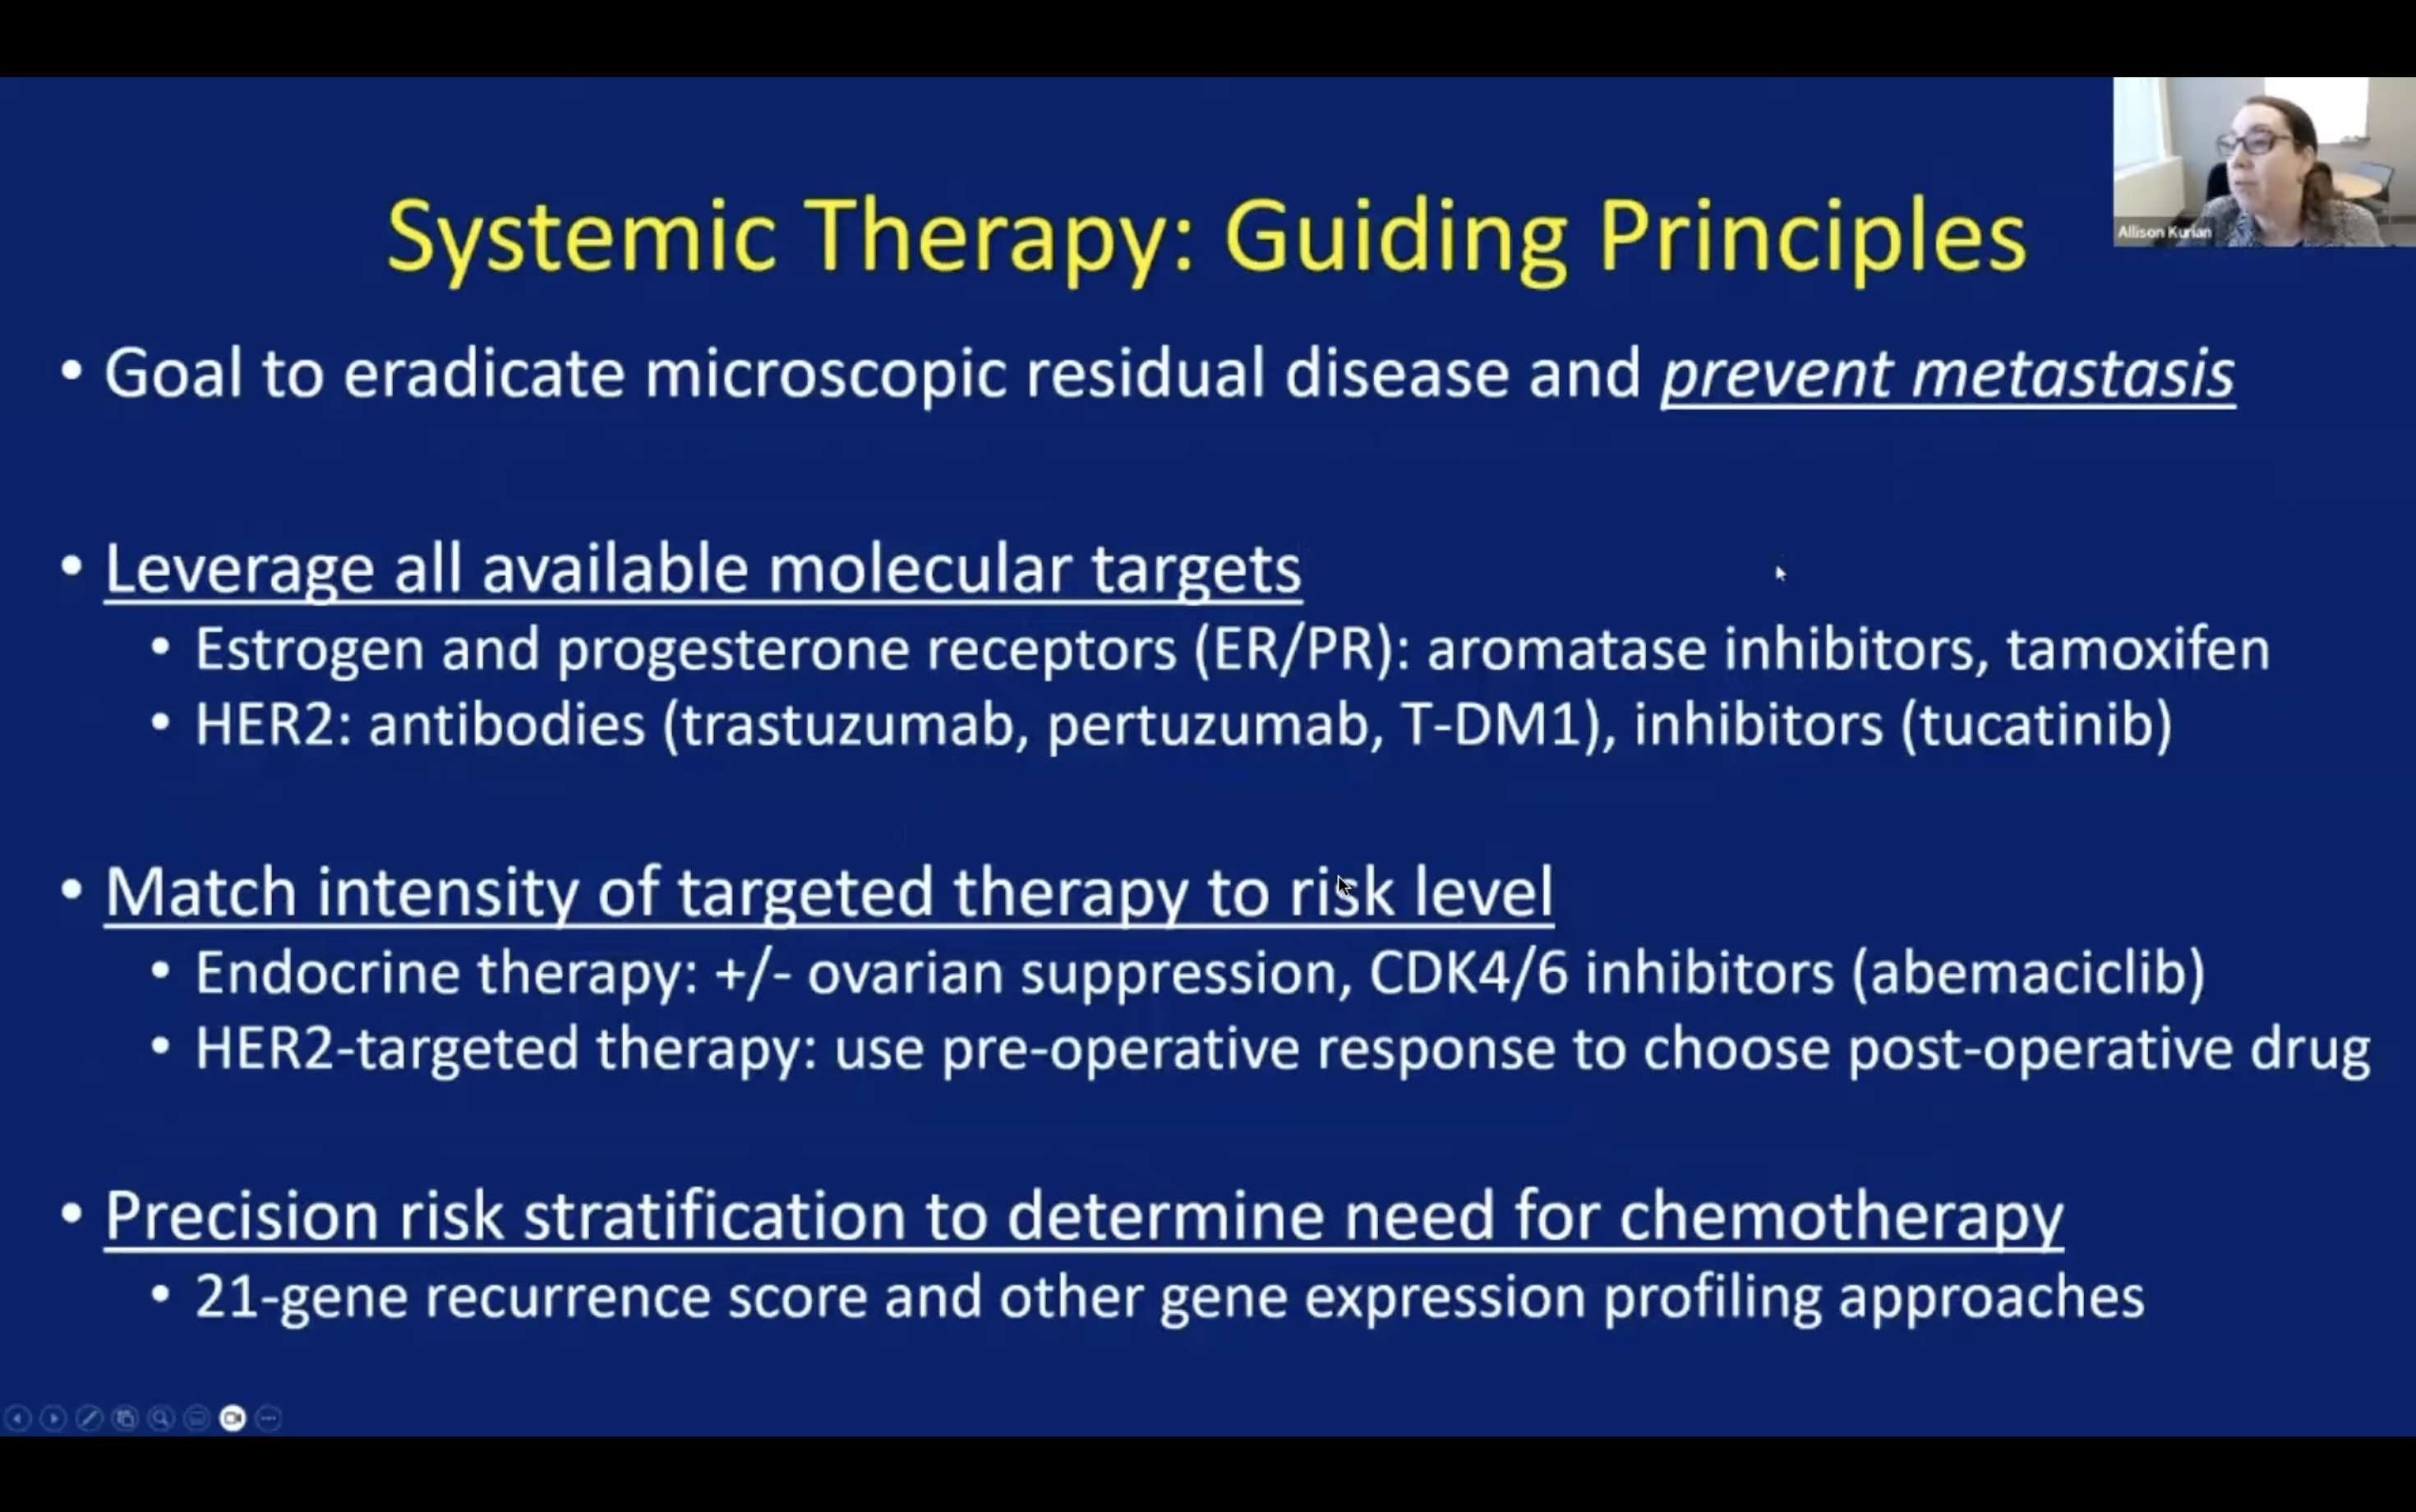 Systemic Therapy: Guiding Principles
Allison Kurian
• Goal to eradicate microscopic residual disease and prevent metastasis
• Leverage all available molecular targets
• Estrogen and progesterone receptors (ER/PR): aromatase inhibitors, tamoxifen
• HER2: antibodies (trastuzumab, pertuzumab, T-DM1), inhibitors (tucatinib)
• Match intensity of targeted therapy to risk level
• Endocrine therapy: +/- ovarian suppression, CDK4/6 inhibitors (abemaciclib)
• HER2-targeted therapy: use pre-operative response to choose post-operative drug
• Precision risk stratification to determine need for chemotherapy
• 21-gene recurrence score and other gene expression profiling approaches